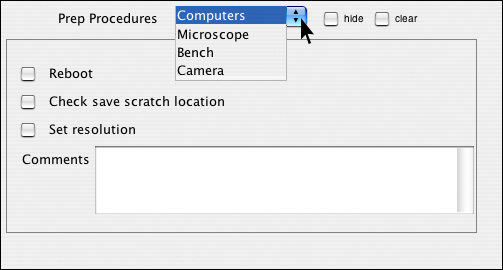 Prep Procedures Computers hide clear
Microscope
Bench
Camera
Reboot
Check save scratch location
Set resolution
Comments